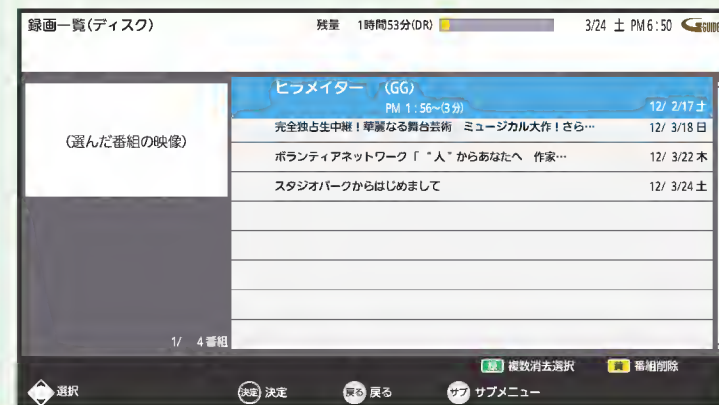 録画一覧(ディスク)
残量 1時間53分(DR)
3/24 土 PM 6:50 GGUIDE
ヒラメイター (GG)
PM 1:56~(3分) 12/ 2/17 土
(選んだ番組の映像)
完全独占生中継!華麗なる舞台芸術 ミュージカル大作!さら… 12/ 3/18 日
ボランティアネットワーク「“人”からあなたへ 作家… 12/ 3/22 木
スタジオパークからはじめまして 12/ 3/24 土
1/ 4番組
緑 複数消去選択 黄 番組削除
選択 決定 決定 戻る 戻る サブ サブメニュー